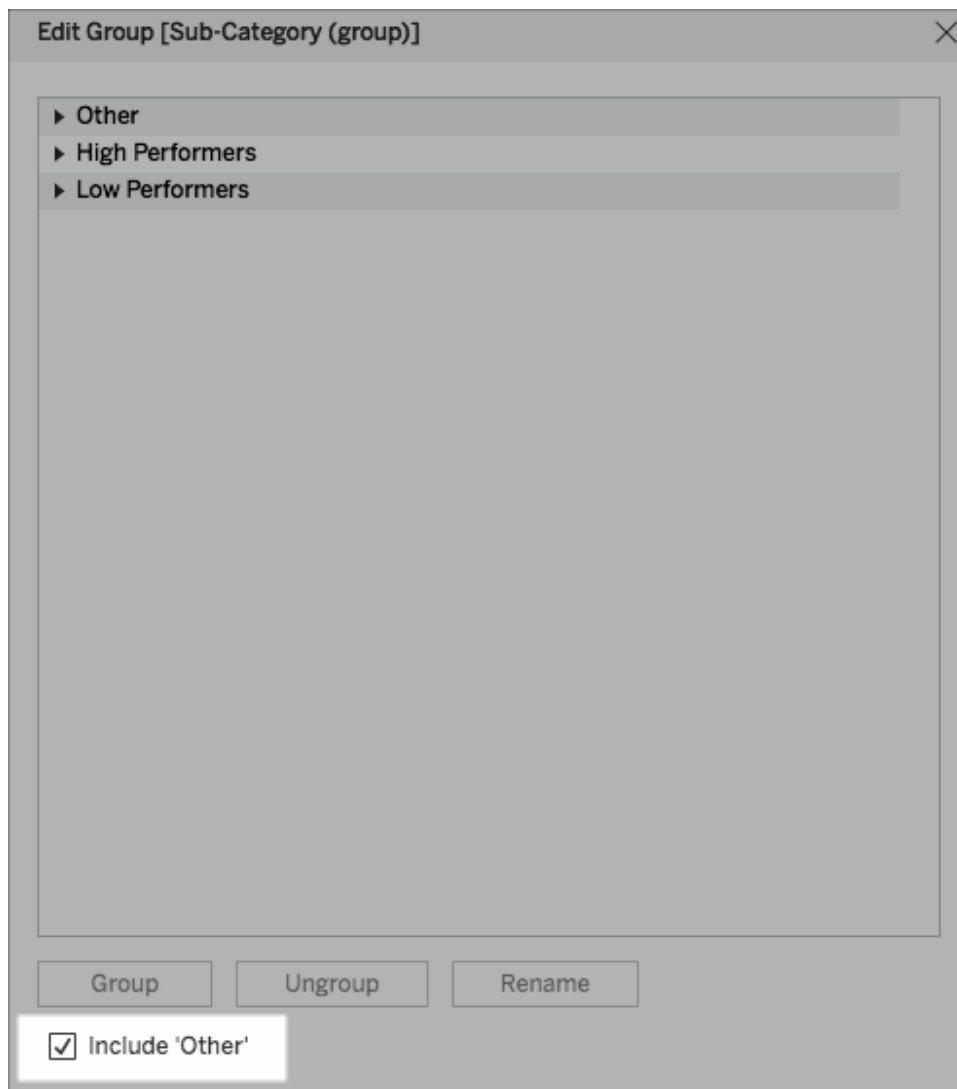 Edit Group [Sub-Category (group)]
Other
High Performers
Low Performers
Group Ungroup Rename
Include 'Other'